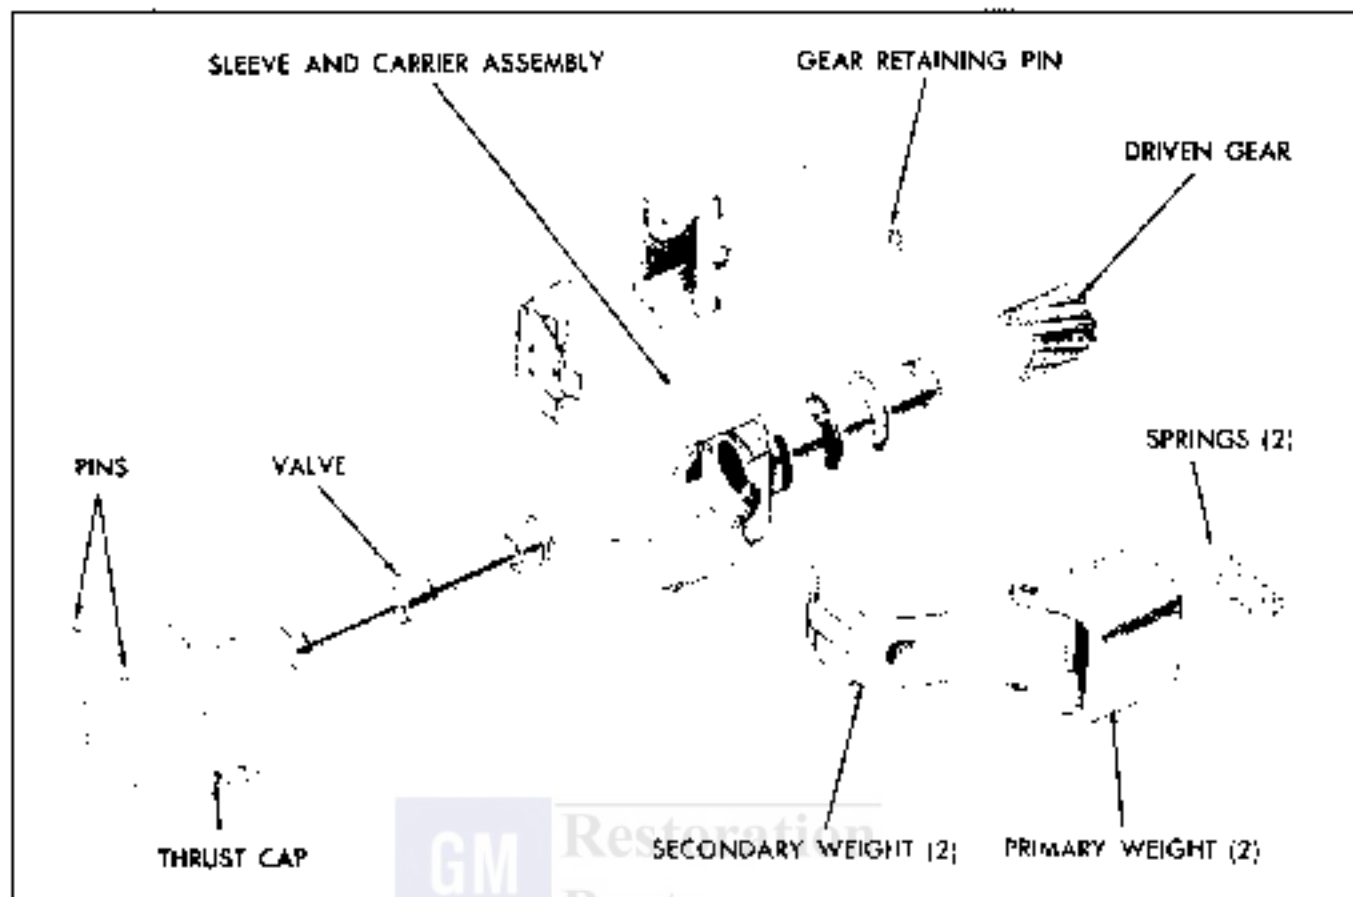 SLEEVE AND CARRIER ASSEMBLY
GEAR RETAINING PIN
DRIVEN GEAR
SPRINGS (2)
PINS
VALVE
THRUST CAP
SECONDARY WEIGHT (2)
PRIMARY WEIGHT (2)
GM
Restoration